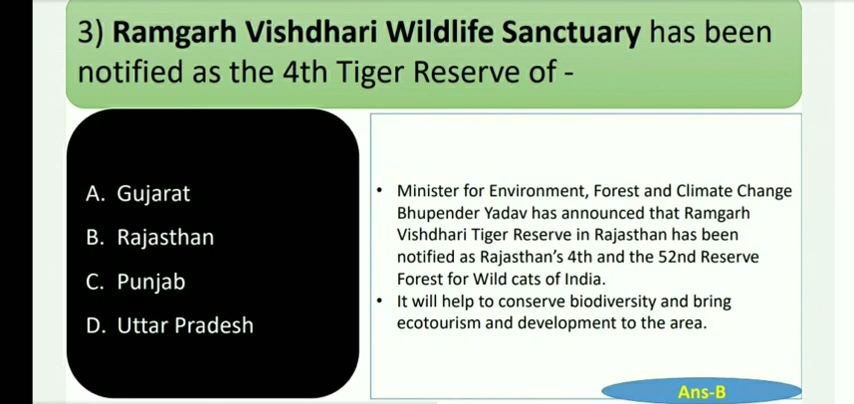 3) Ramgarh Vishdhari Wildlife Sanctuary has been
notified as the 4th Tiger Reserve of -
A. Gujarat
B. Rajasthan
C. Punjab
D. Uttar Pradesh
• Minister for Environment, Forest and Climate Change
Bhupender Yadav has announced that Ramgarh
Vishdhari Tiger Reserve in Rajasthan has been
notified as Rajasthan’s 4th and the 52nd Reserve
Forest for Wild cats of India.
• It will help to conserve biodiversity and bring
ecotourism and development to the area.
Ans-B